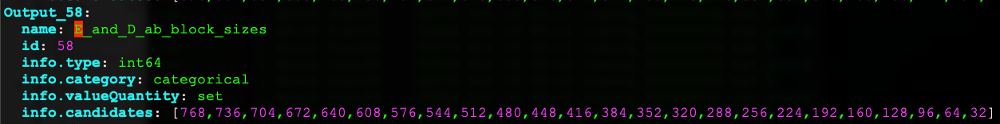 Output_58:
name: E_and_D_ab_block_sizes
id: 58
info.type: int64
info.category: categorical
info.valueQuantity: set
info.candidates: [768,736,704,672,640,608,576,544,512,480,448,416,384,352,320,288,256,224,192,160,128,96,64,32]